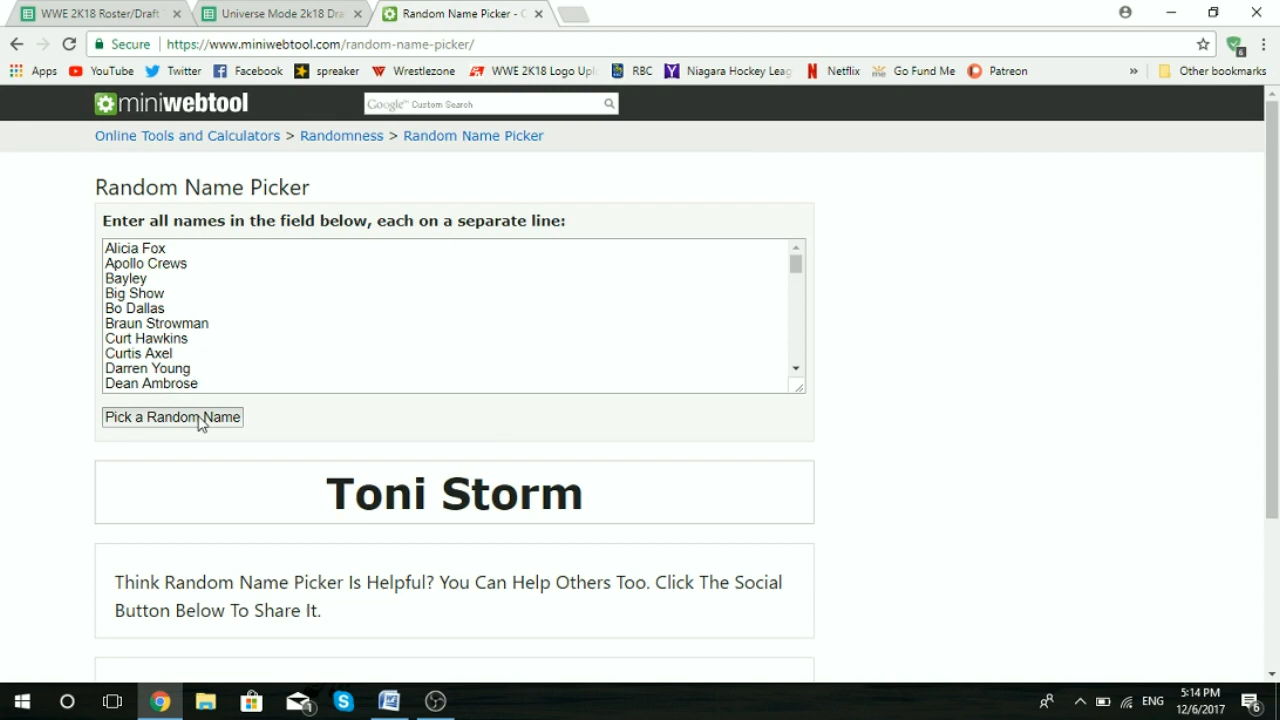 WWE 2K18 Roster/Draft
Universe Mode 2k18 Dra
Random Name Picker - C
Secure https://www.miniwebtool.com/random-name-picker/
6
Apps YouTube Twitter Facebook spreaker Wrestlezone WWE 2K18 Logo Upl RBC Niagara Hockey Leag Netflix Go Fund Me Patreon » Other bookmarks
miniwebtool
Google™ Custom Search
Online Tools and Calculators > Randomness > Random Name Picker
Random Name Picker
Enter all names in the field below, each on a separate line:
Alicia Fox
Apollo Crews
Bayley
Big Show
Bo Dallas
Braun Strowman
Curt Hawkins
Curtis Axel
Darren Young
Dean Ambrose
Pick a Random Name
Toni Storm
Think Random Name Picker Is Helpful? You Can Help Others Too. Click The Social
Button Below To Share It.
1
ENG
5:14 PM
12/6/2017
6